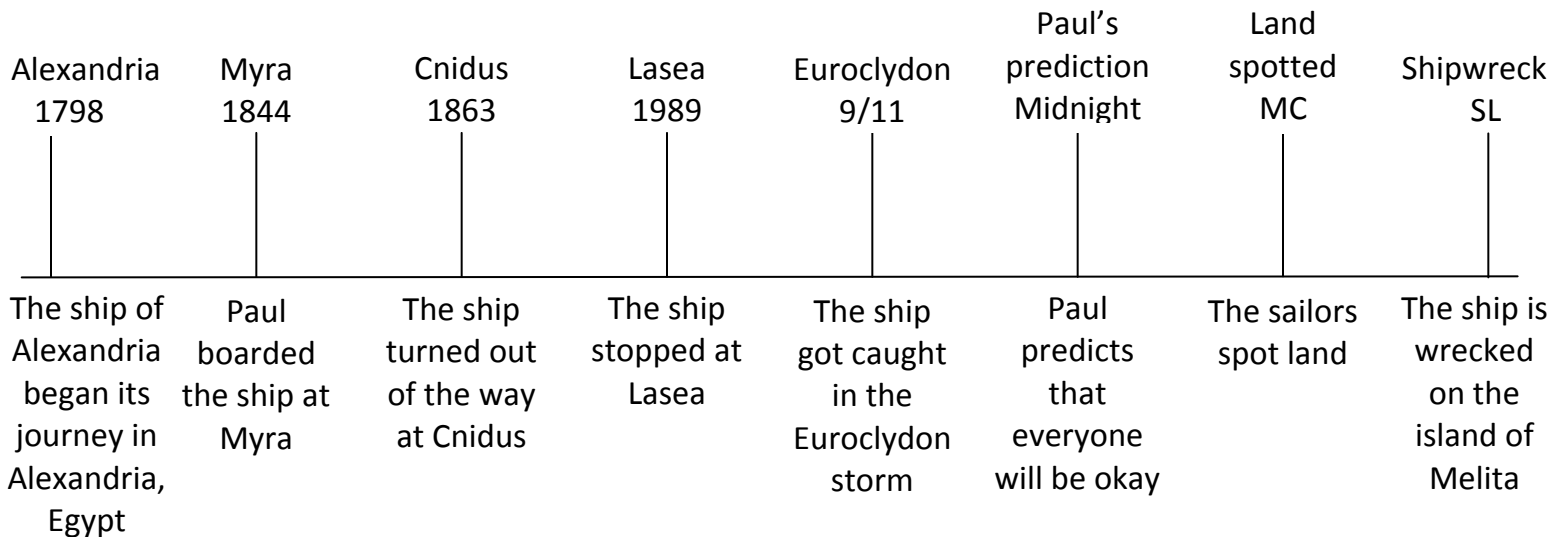 Alexandria
1798
Myra
1844
Cnidus
1863
Lasea
1989
Euroclydon
9/11
Paul’s
prediction
Midnight
Land
spotted
MC
Shipwreck
SL
The ship of
Alexandria
began its
journey in
Alexandria,
Egypt
Paul
boarded
the ship at
Myra
The ship
turned out
of the way
at Cnidus
The ship
stopped at
Lasea
The ship
got caught
in the
Euroclydon
storm
Paul
predicts
that
everyone
will be okay
The sailors
spot land
The ship is
wrecked
on the
island of
Melita